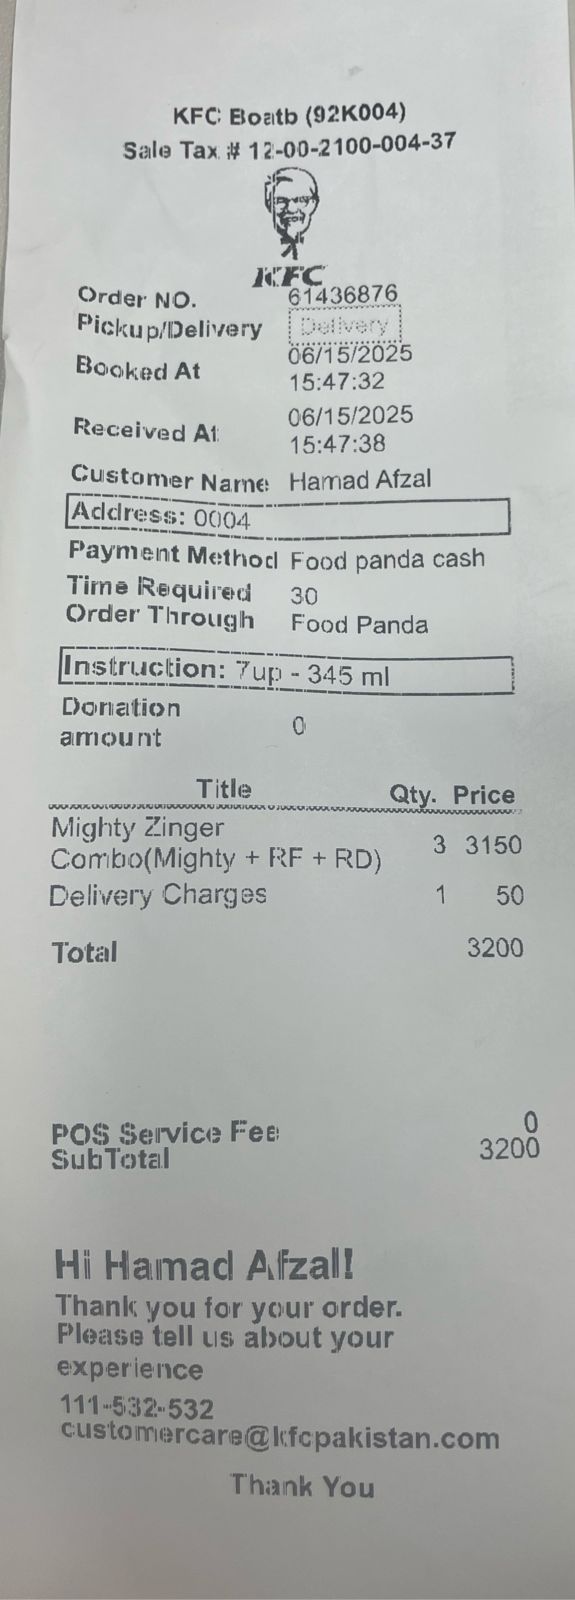 KFC Boatb (92K004)
Sale Tax # 12-00-2100-004-37
KFC
Order NO. 61436876
Pickup/Delivery Delivery
Booked At 06/15/2025
15:47:32
Received At 06/15/2025
15:47:38
Customer Name Hamad Afzal
Address: 0004
Payment Method Food panda cash
Time Required 30
Order Through Food Panda
Instruction: 7up - 345 ml
Donation
amount 0
Title Qty. Price
Mighty Zinger
Combo(Mighty + RF + RD) 3 3150
Delivery Charges 1 50
Total 3200
POS Service Fee 0
SubTotal 3200
Hi Hamad Afzal!
Thank you for your order.
Please tell us about your
experience
111-532-532
customercare@kfcpakistan.com
Thank You